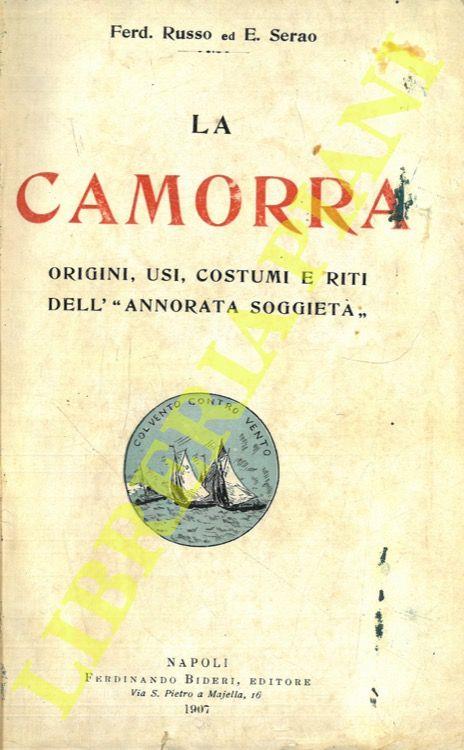 Ferd. Russo ed E. Serao
LA
CAMORRA
ORIGINI, USI, COSTUMI E RITI
DELL' “ANNORATA SOGGIETÀ„
COL VENTO CONTRO VENTO
NAPOLI
FERDINANDO BIDERI, EDITORE
Via S. Pietro a Majella, 16
1907
LIBRERIA PIANI